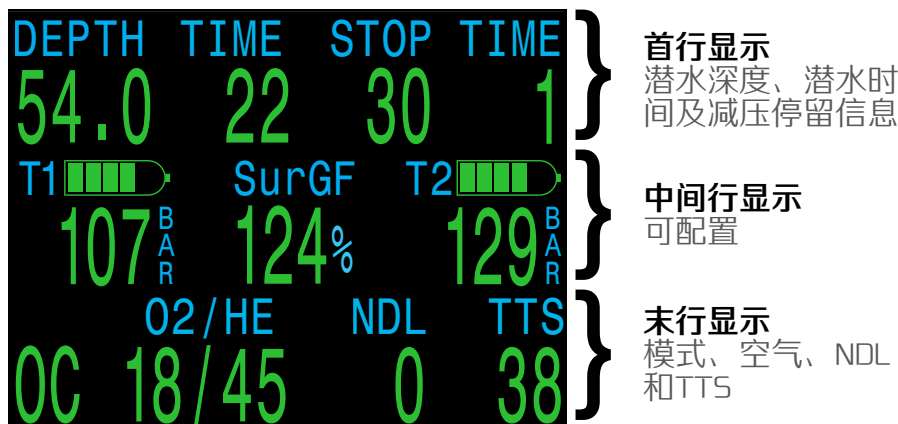 DEPTH TIME STOP TIME
54.0 22 30 1
T1 SurGF T2
107 BAR 124% 129 BAR
O2/HE NDL TTS
OC 18/45 0 38
首行显示
潜水深度、潜水时
间及减压停留信息
中间行显示
可配置
末行显示
模式、空气、NDL
和TTS